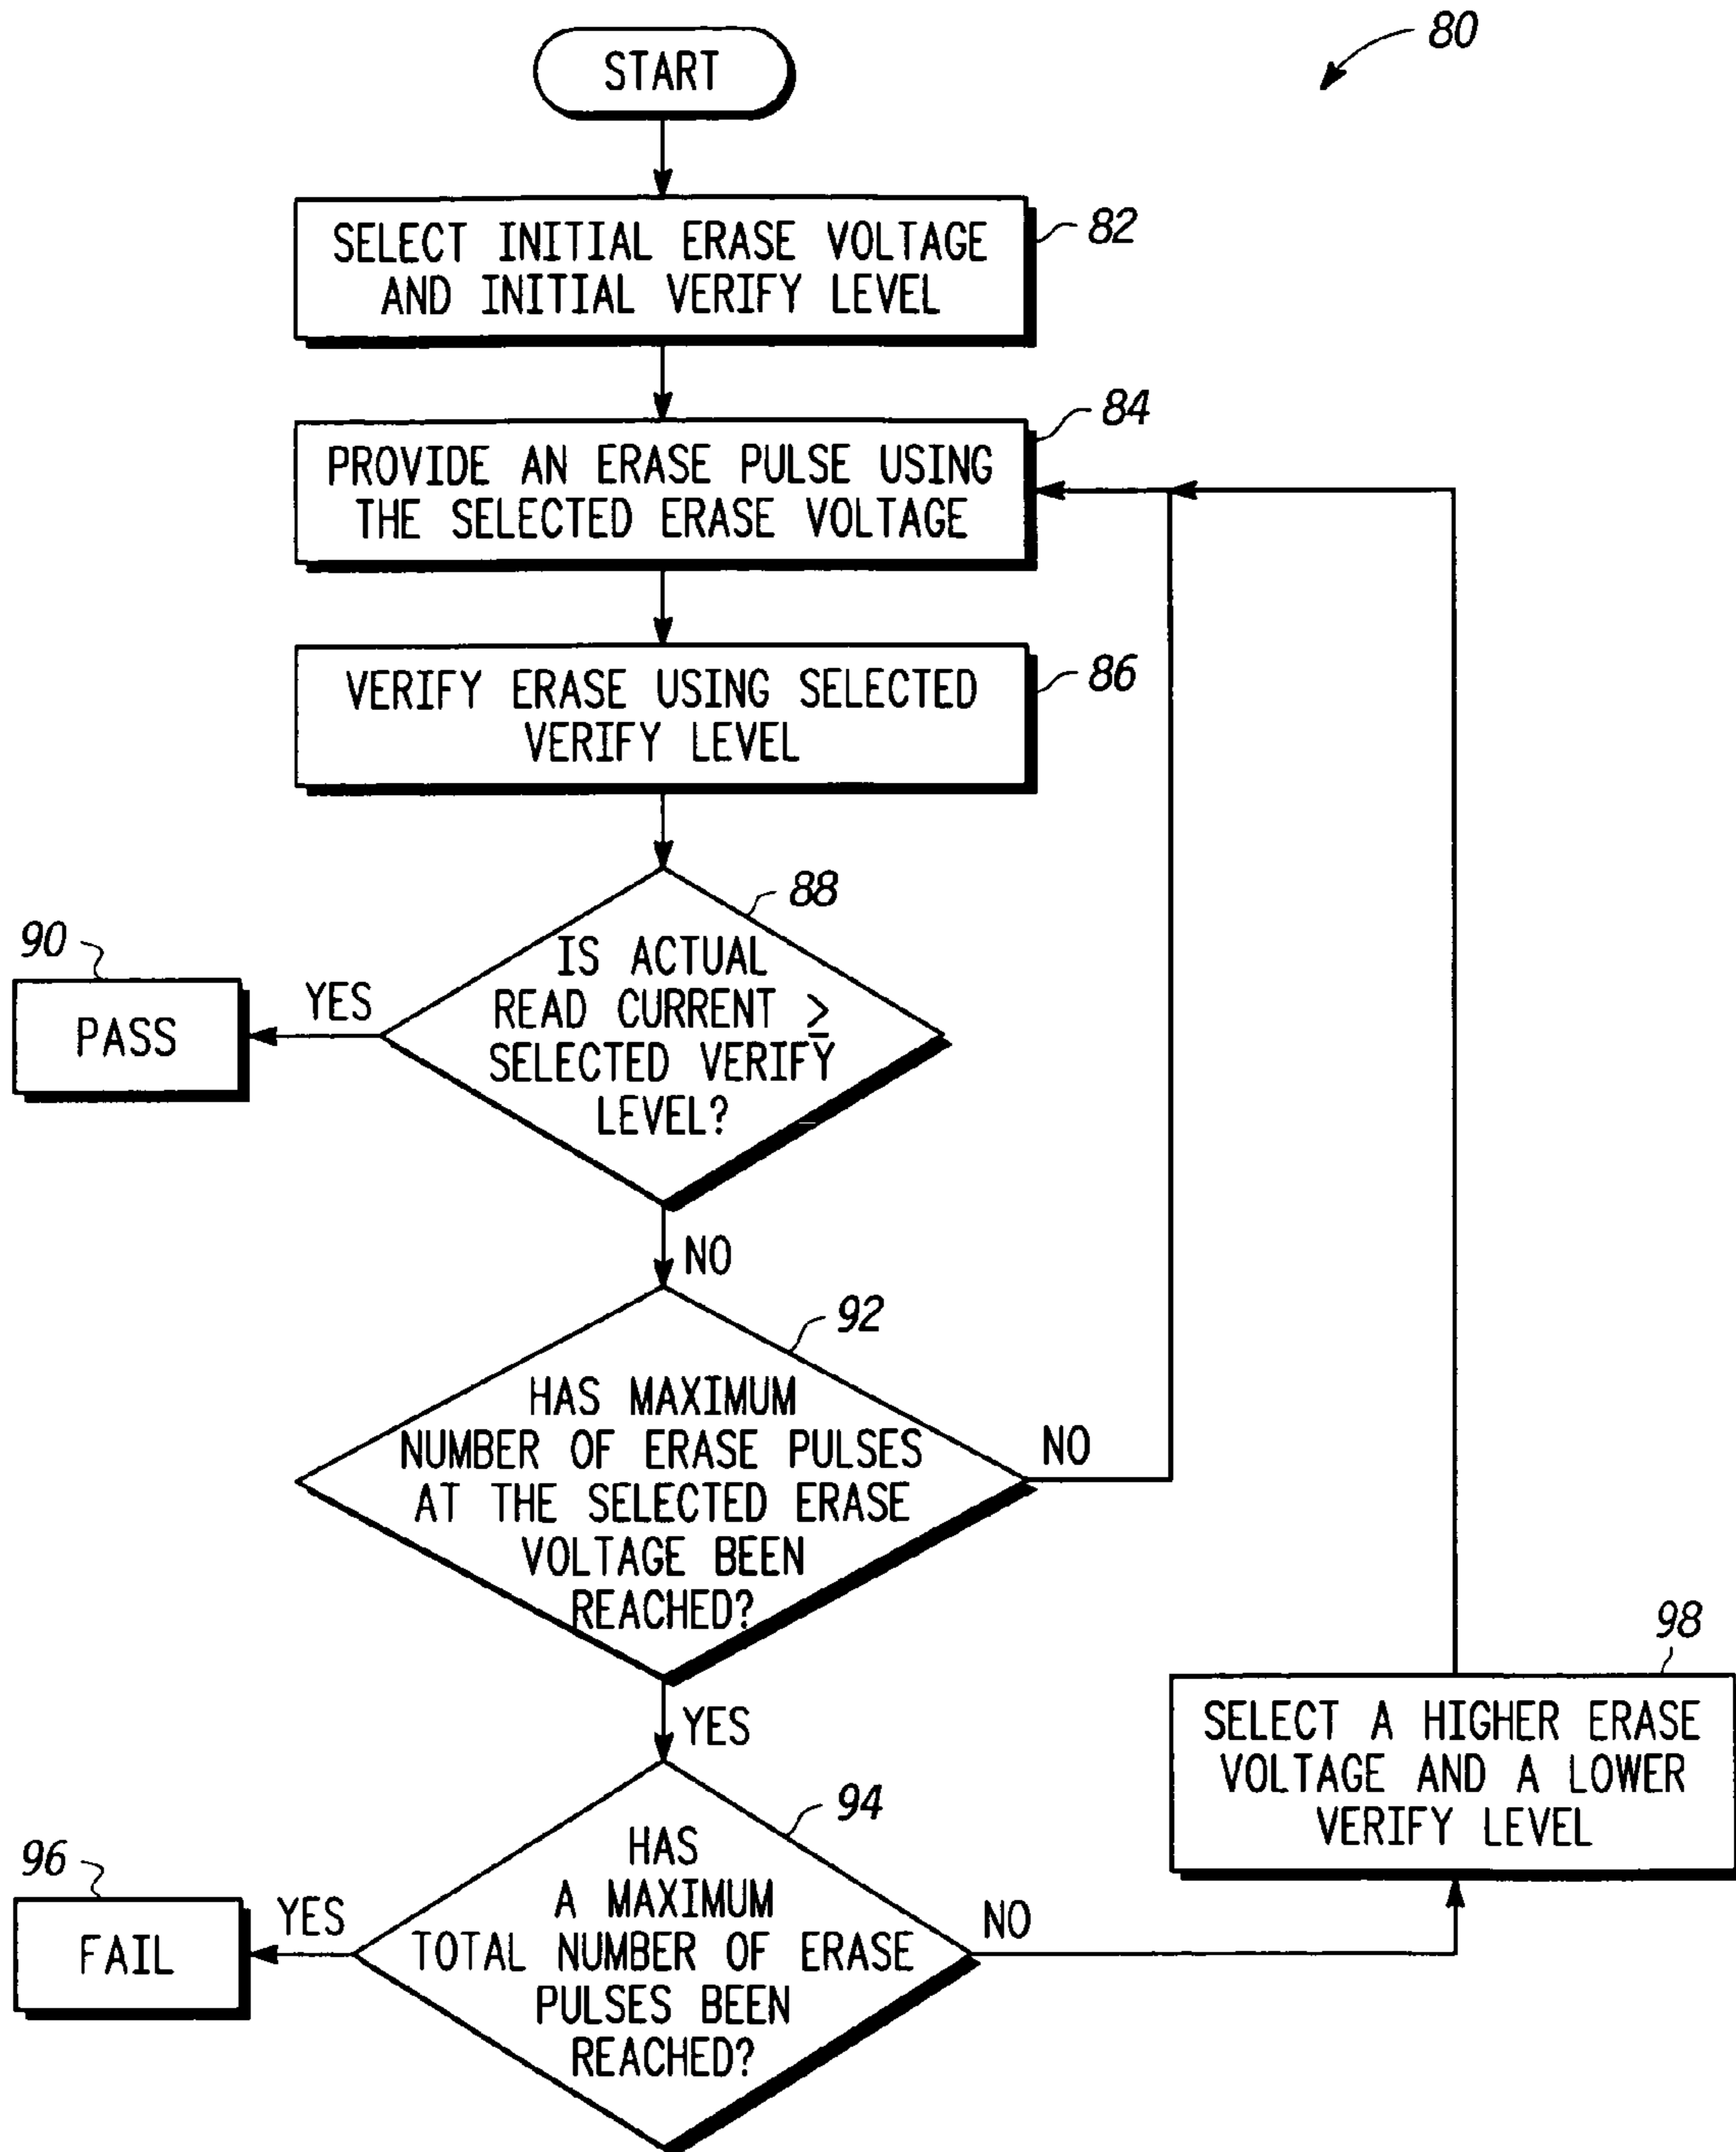 80
START
SELECT INITIAL ERASE VOLTAGE
AND INITIAL VERIFY LEVEL
82
PROVIDE AN ERASE PULSE USING
THE SELECTED ERASE VOLTAGE
84
VERIFY ERASE USING SELECTED
VERIFY LEVEL
86
88
IS ACTUAL
READ CURRENT ≥
SELECTED VERIFY
LEVEL?
YES
90
PASS
NO
92
HAS MAXIMUM
NUMBER OF ERASE PULSES
AT THE SELECTED ERASE
VOLTAGE BEEN
REACHED?
NO
YES
94
HAS
A MAXIMUM
TOTAL NUMBER OF ERASE
PULSES BEEN
REACHED?
YES
96
FAIL
NO
98
SELECT A HIGHER ERASE
VOLTAGE AND A LOWER
VERIFY LEVEL